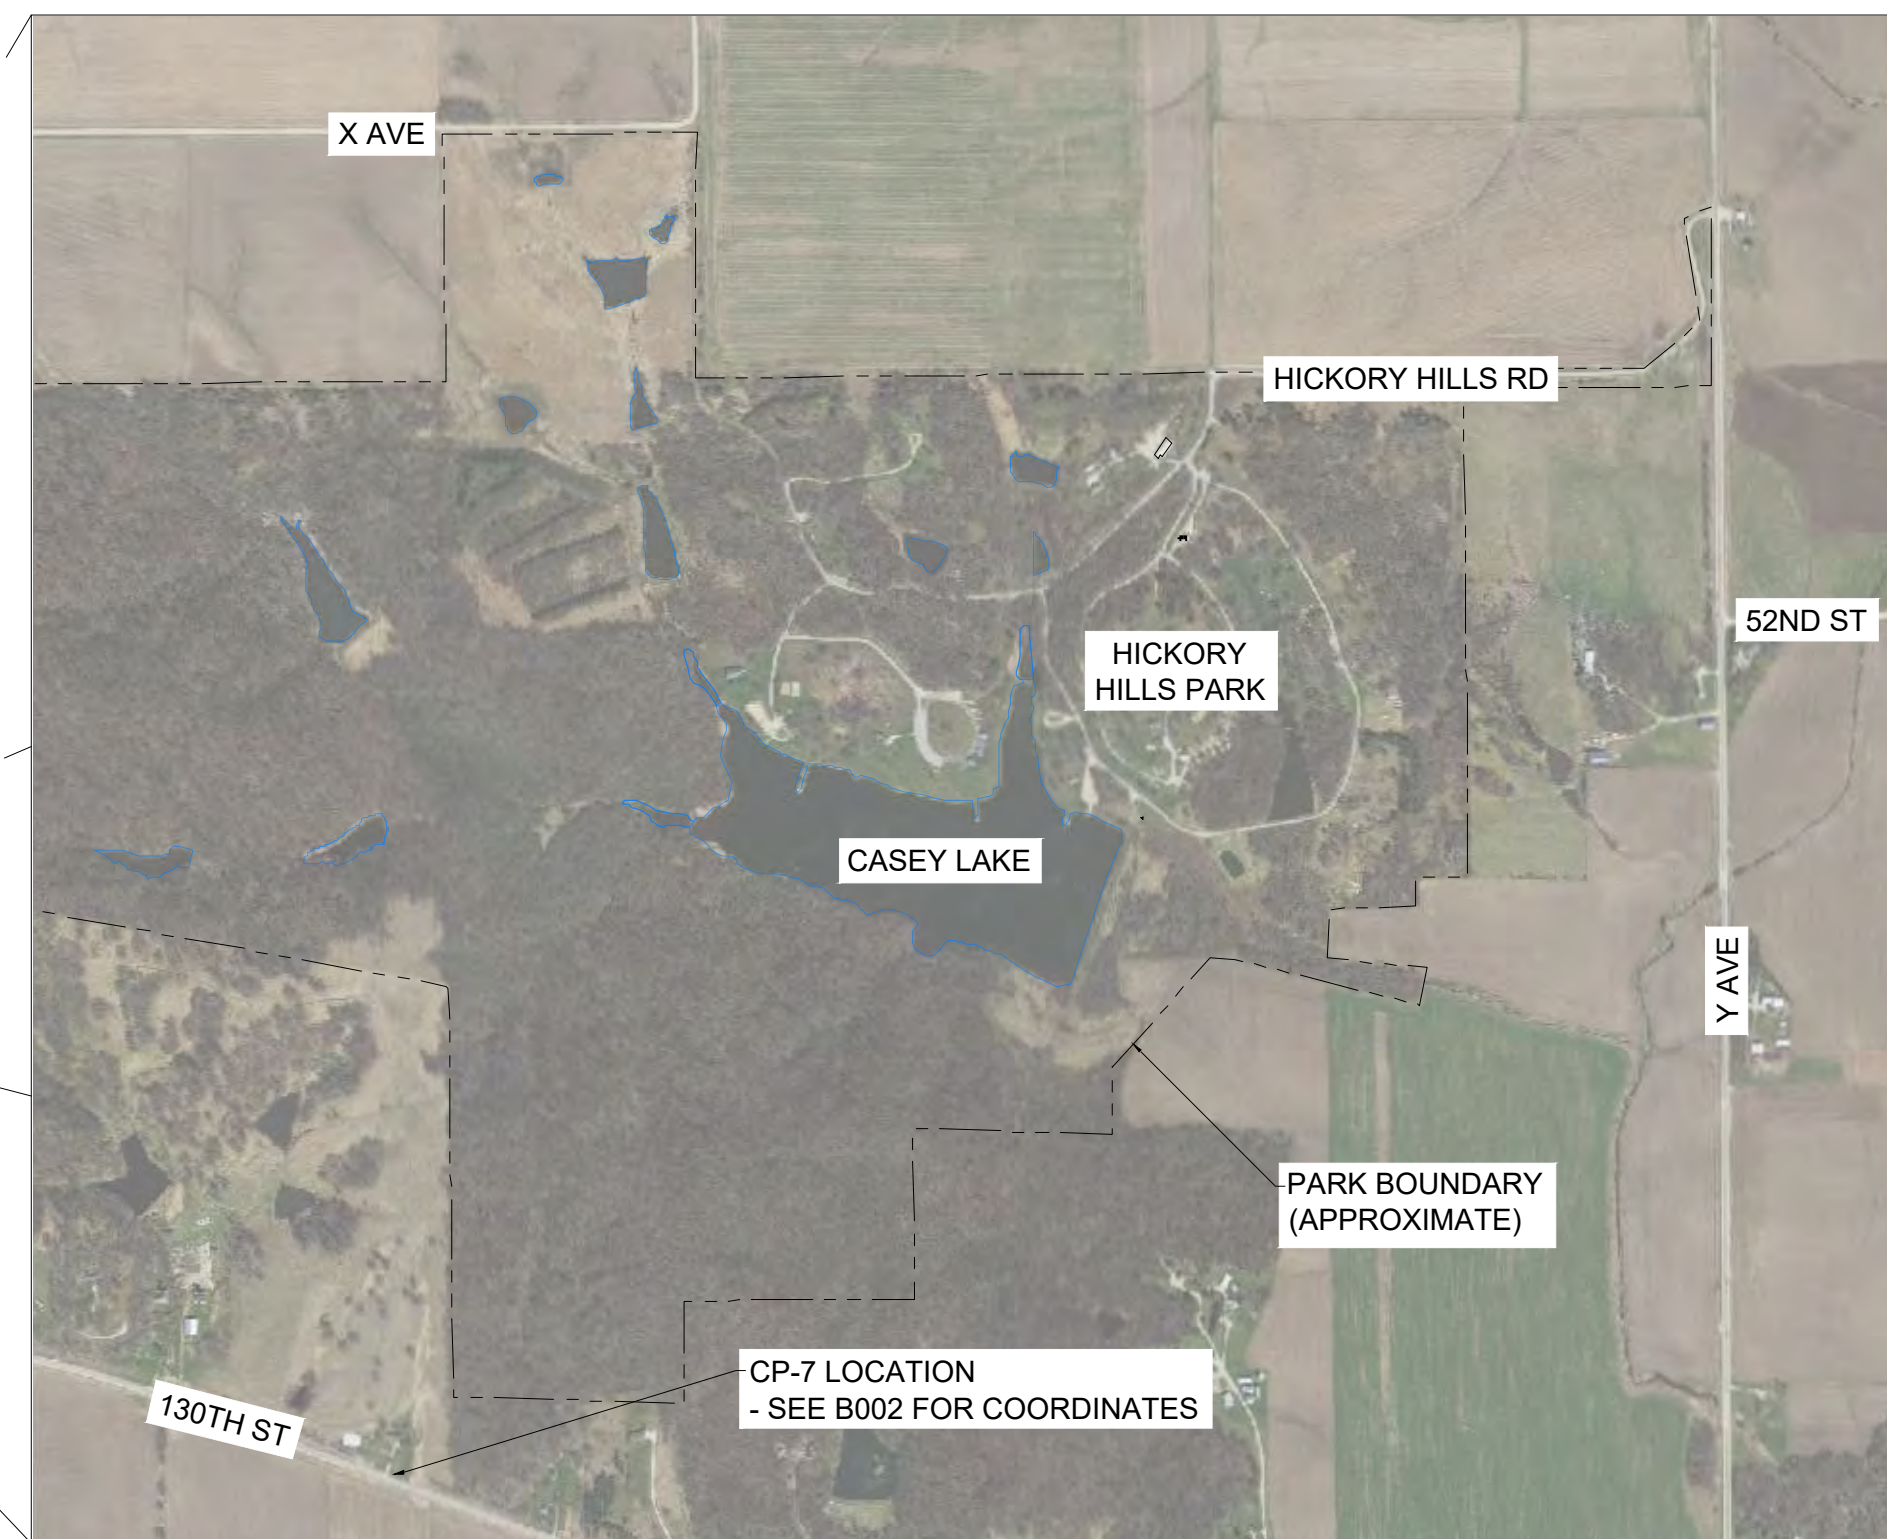 X AVE
HICKORY HILLS RD
52ND ST
HICKORY
HILLS PARK
CASEY LAKE
Y AVE
PARK BOUNDARY
(APPROXIMATE)
CP-7 LOCATION
- SEE B002 FOR COORDINATES
130TH ST